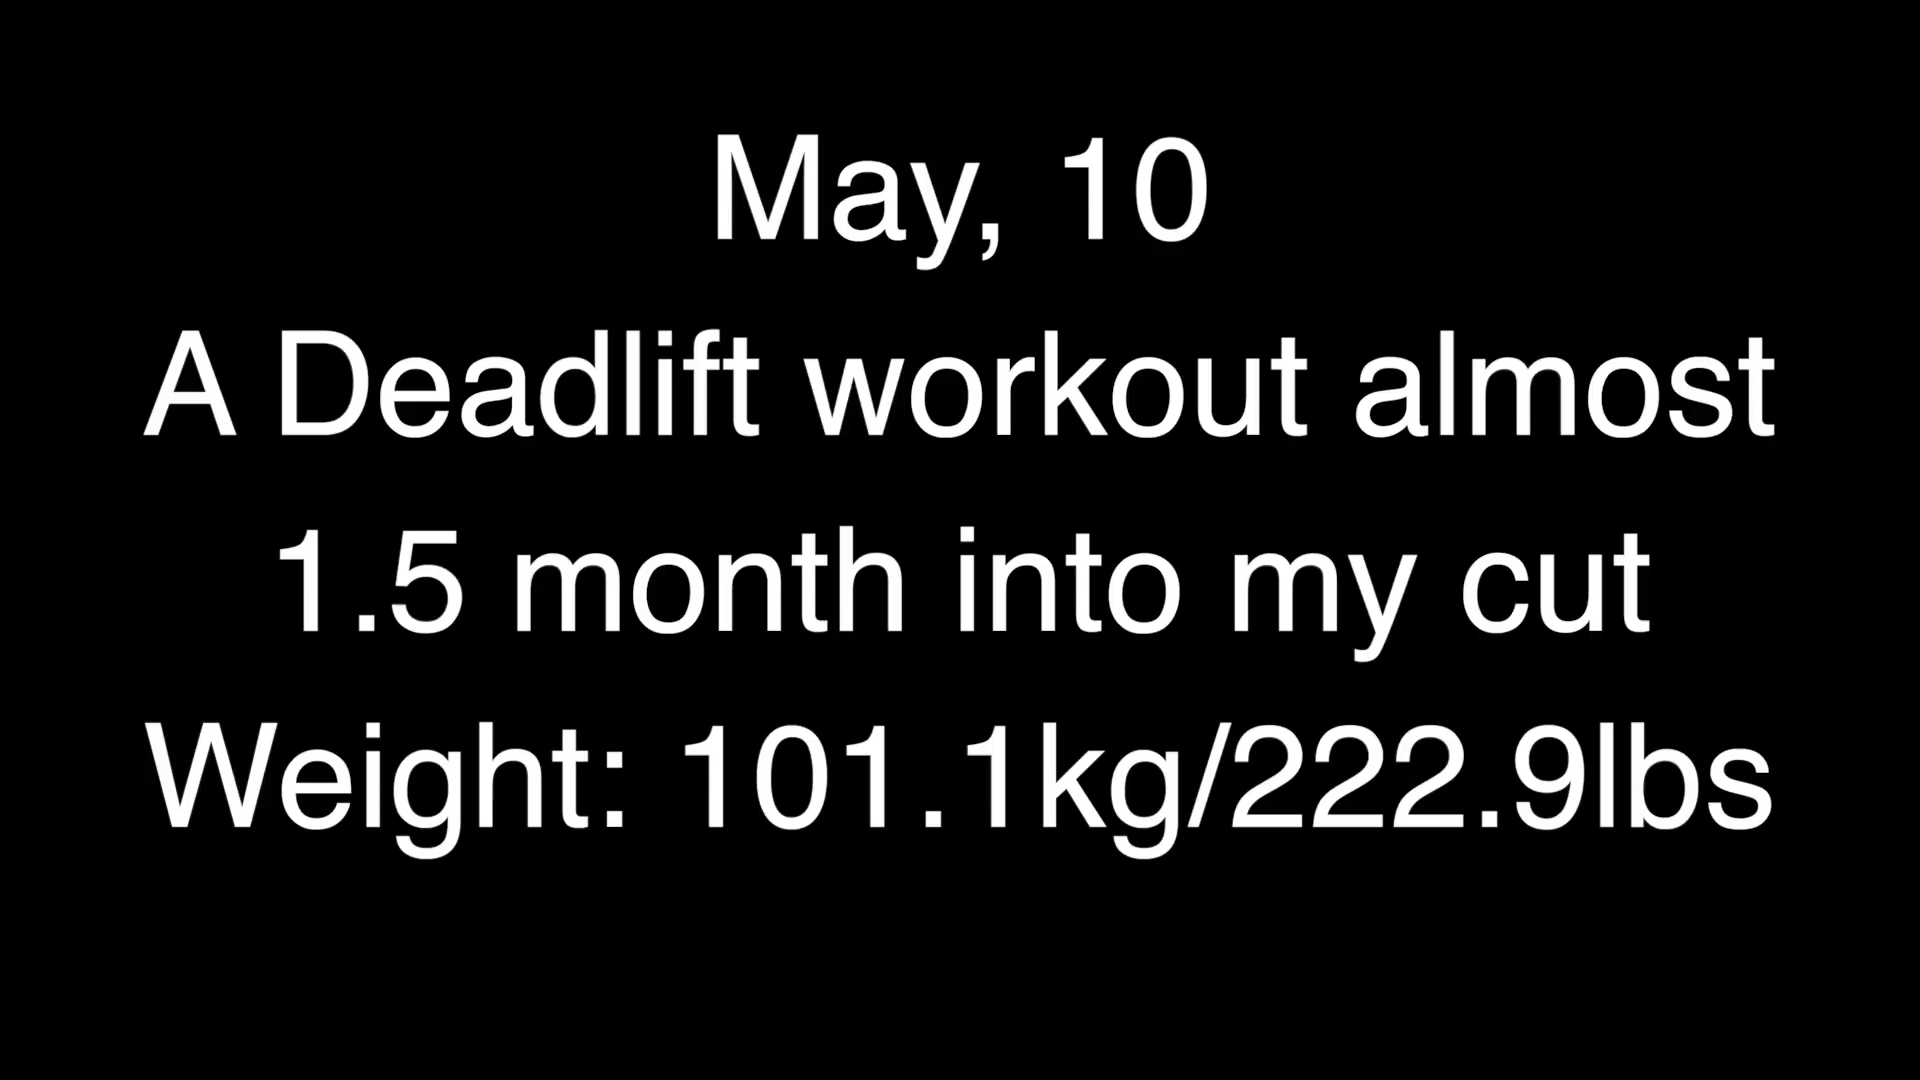 May, 10
A Deadlift workout almost
1.5 month into my cut
Weight: 101.1kg/222.9lbs